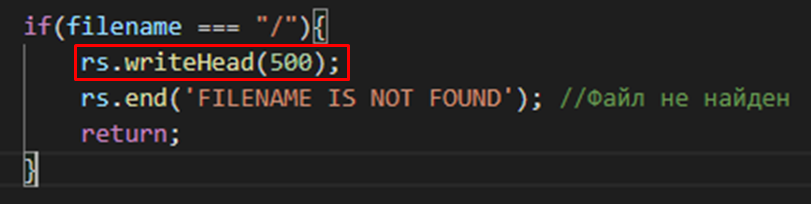 if(filename === "/"){
rs.writeHead(500);
rs.end('FILENAME IS NOT FOUND'); //Файл не найден
return;
}